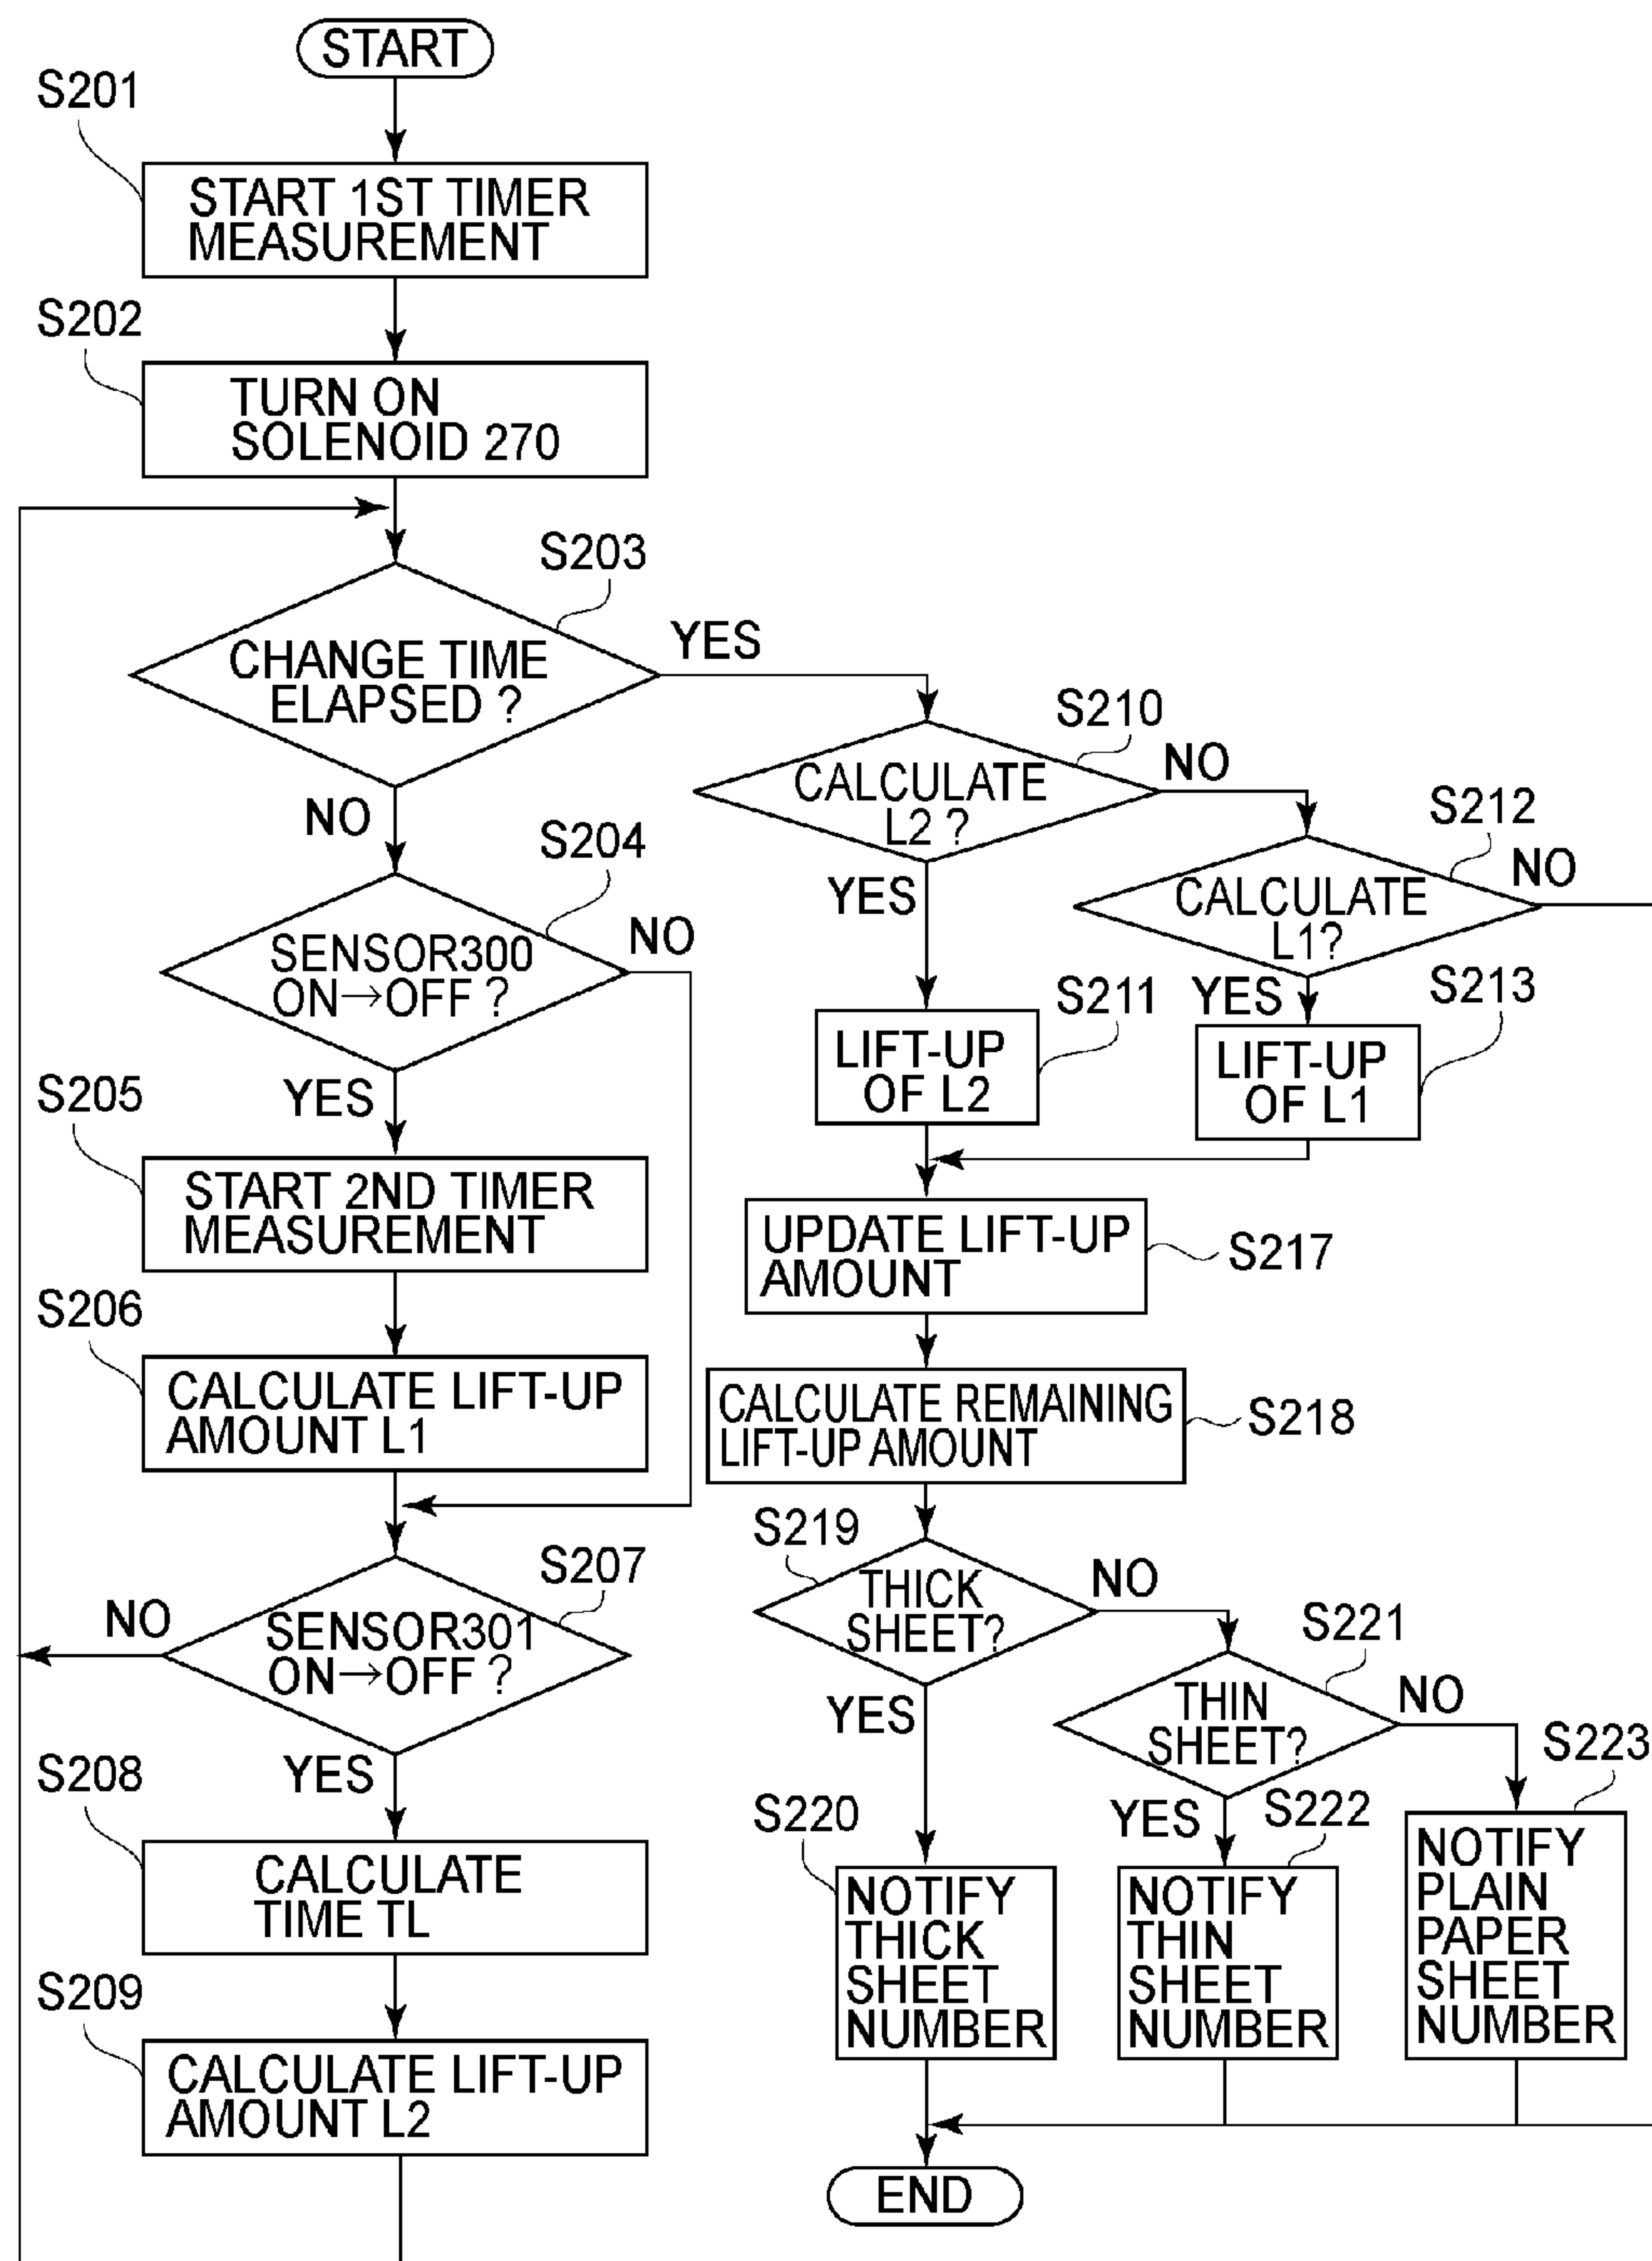 START
S201
START 1ST TIMER
MEASUREMENT
S202
TURN ON
SOLENOID 270
S203
CHANGE TIME
ELAPSED ?
YES
NO
S204
SENSOR300
ON→OFF ?
NO
YES
S205
START 2ND TIMER
MEASUREMENT
S206
CALCULATE LIFT-UP
AMOUNT L1
S207
SENSOR301
ON→OFF ?
NO
YES
S208
CALCULATE
TIME TL
S209
CALCULATE LIFT-UP
AMOUNT L2
S210
CALCULATE
L2 ?
NO
YES
S211
LIFT-UP
OF L2
S212
CALCULATE
L1?
NO
YES
S213
LIFT-UP
OF L1
UPDATE LIFT-UP
AMOUNT
S217
CALCULATE REMAINING
LIFT-UP AMOUNT
S218
S219
THICK
SHEET?
NO
YES
S220
NOTIFY
THICK
SHEET
NUMBER
S221
THIN
SHEET?
NO
YES
S222
NOTIFY
THIN
SHEET
NUMBER
S223
NOTIFY
PLAIN
PAPER
SHEET
NUMBER
END